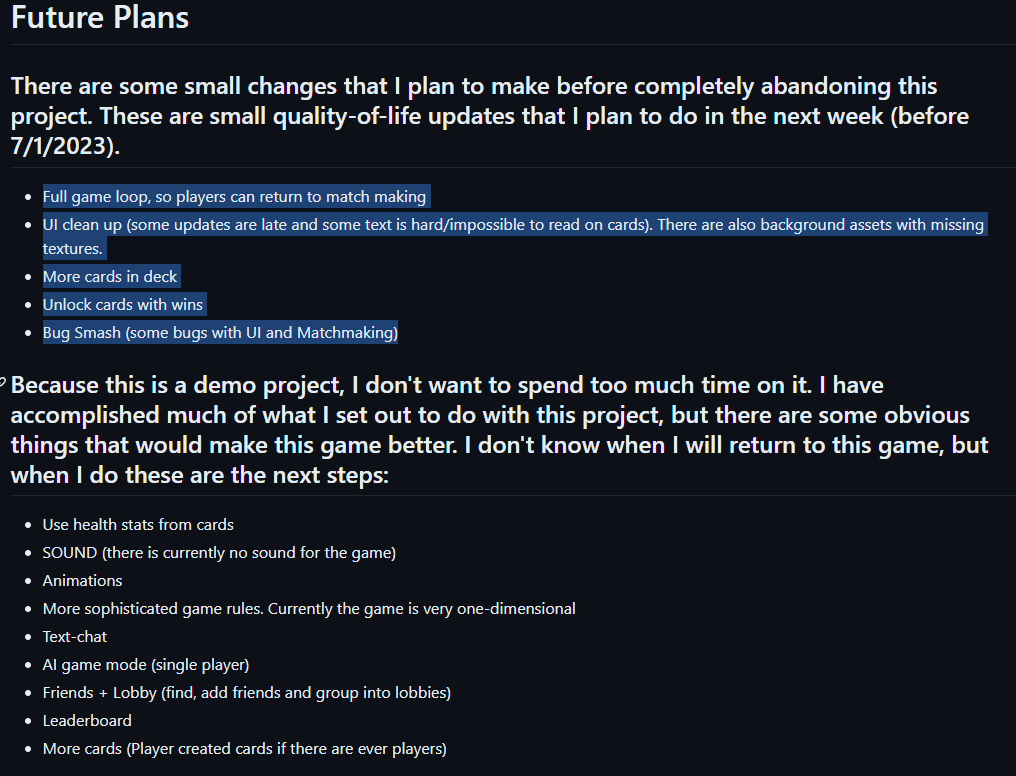 Future Plans
There are some small changes that I plan to make before completely abandoning this
project. These are small quality-of-life updates that I plan to do in the next week (before
7/1/2023).
Full game loop, so players can return to match making
UI clean up (some updates are late and some text is hard/impossible to read on cards). There are also background assets with missing
textures.
More cards in deck
Unlock cards with wins
Bug Smash (some bugs with UI and Matchmaking)
Because this is a demo project, I don't want to spend too much time on it. I have
accomplished much of what I set out to do with this project, but there are some obvious
things that would make this game better. I don't know when I will return to this game, but
when I do these are the next steps:
Use health stats from cards
SOUND (there is currently no sound for the game)
Animations
More sophisticated game rules. Currently the game is very one-dimensional
Text-chat
AI game mode (single player)
Friends + Lobby (find, add friends and group into lobbies)
Leaderboard
More cards (Player created cards if there are ever players)